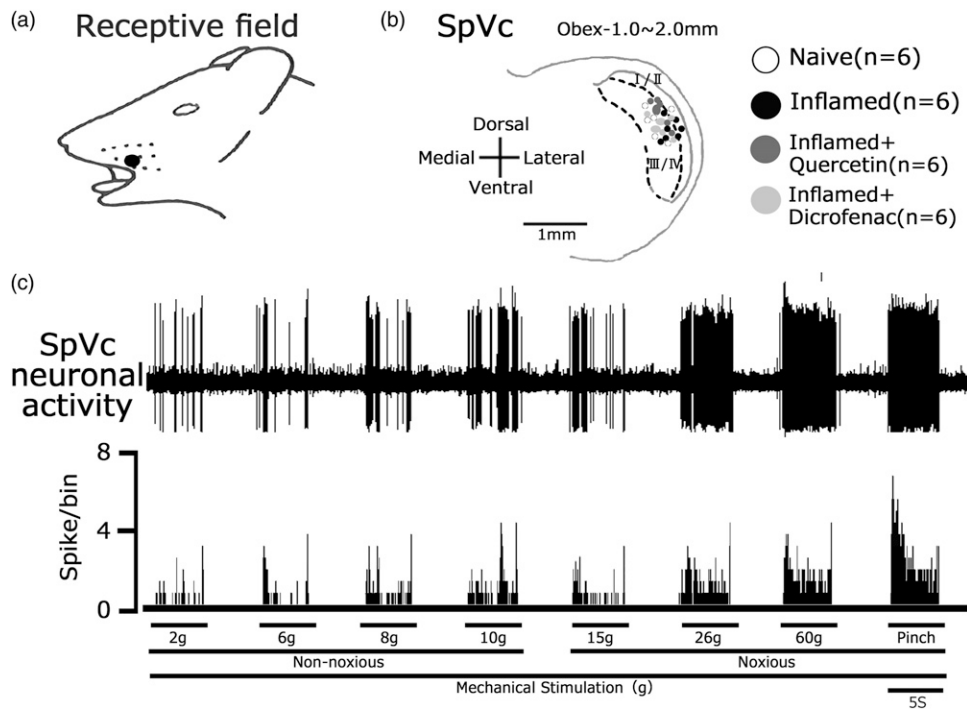 (a)
Receptive field
(b)
SpVc
Obex-1.0~2.0mm
I/II
III/IV
Dorsal
Medial
Lateral
Ventral
1mm
Naive(n=6)
Inflamed(n=6)
Inflamed+
Quercetin(n=6)
Inflamed+
Dicrofenac(n=6)
(c)
SpVc
neuronal
activity
Spike/bin
8
4
0
2g 6g 8g 10g 15g 26g 60g Pinch
Non-noxious Noxious
Mechanical Stimulation (g)
5S